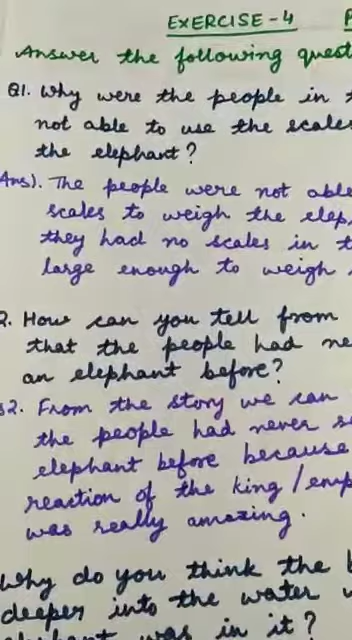 EXERCISE-4
Answer the following quest
Q1. Why were the people in
not able to use the scales
the elephant?
Ans). The people were not able
scales to weigh the elep
they had no scales in t
large enough to weigh
2. How can you tell from
that the people had ne
an elephant before?
s2. From the story we can
the people had never s
elephant before because
reaction of the king/emp
was really amazing.
Why do you think the b
deeper into the water w
elephant was in it?